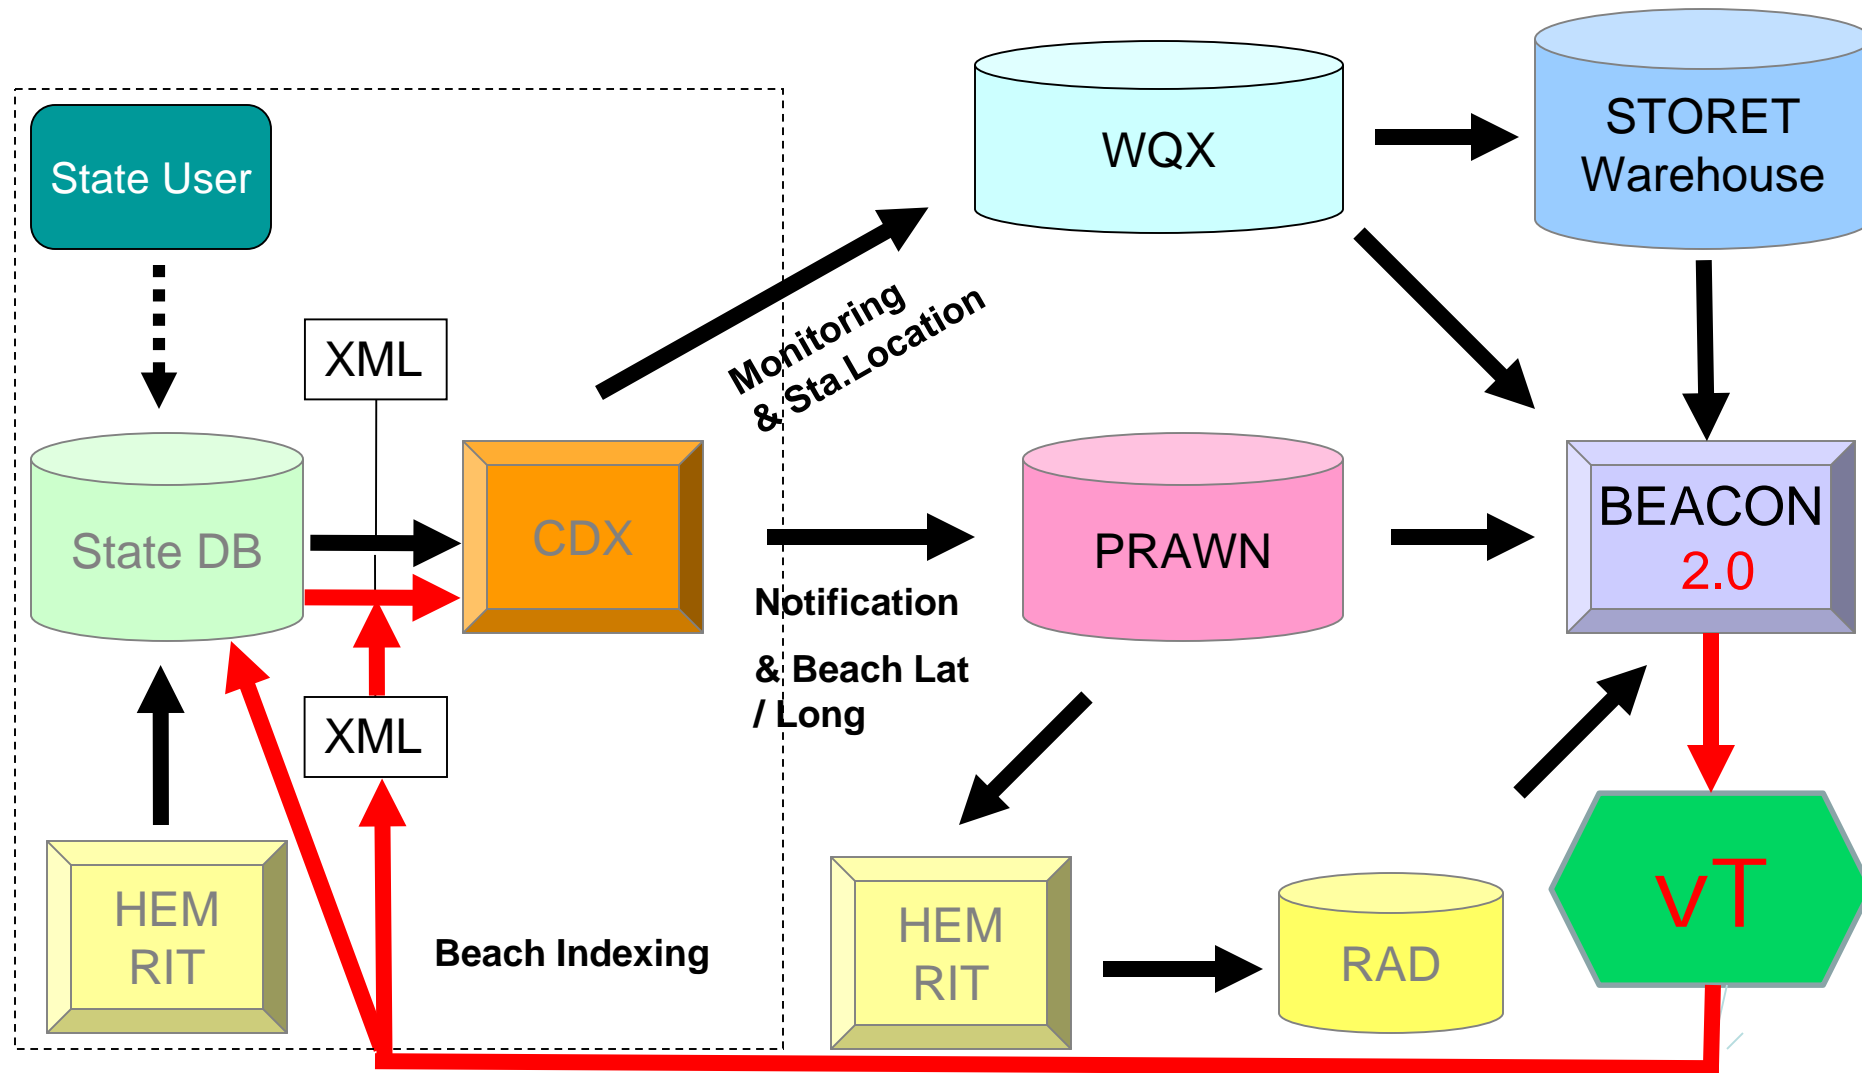 State User
XML
State DB
CDX
XML
HEM
RIT
Beach Indexing
Monitoring
& Sta.Location
Notification
& Beach Lat
/ Long
WQX
STORET
Warehouse
PRAWN
BEACON
2.0
HEM
RIT
RAD
vT